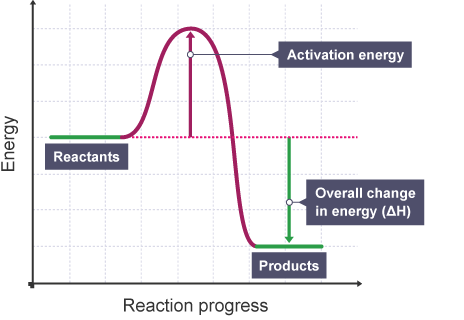 Energy
Activation energy
Reactants
Overall change
in energy (ΔH)
Products
Reaction progress